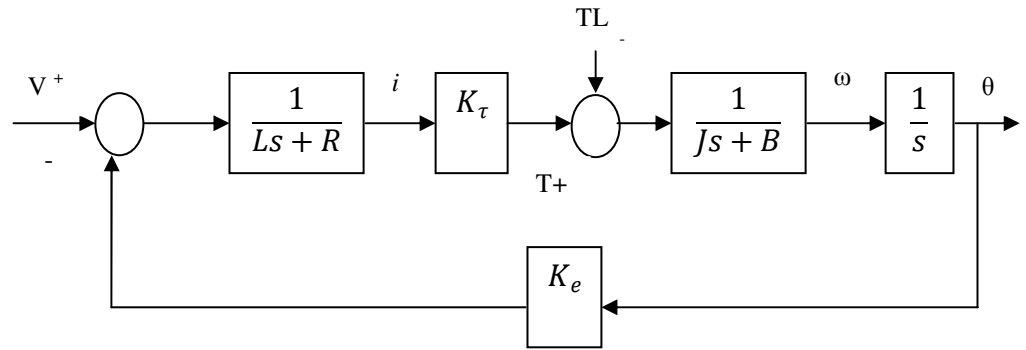 TL
-
V +
1
Ls + R
i
K_τ
1
Js + B
ω
1
s
θ
-
T+
K_e